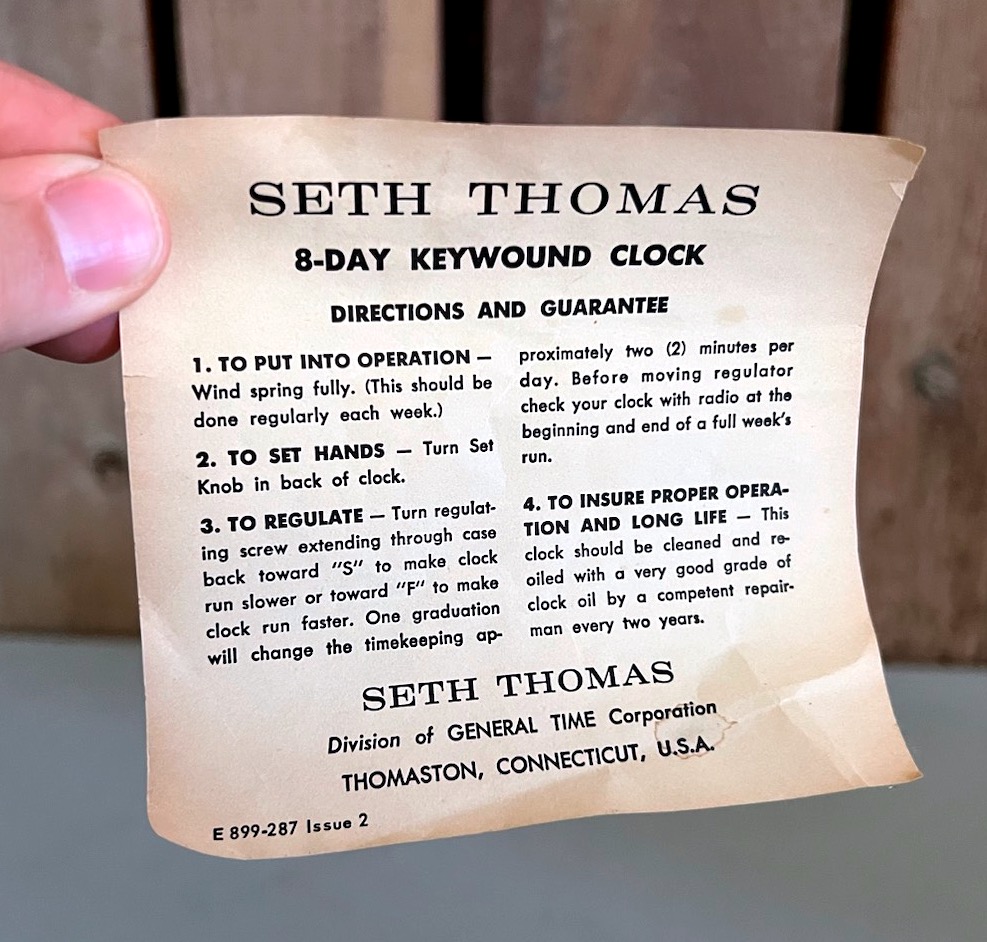 SETH THOMAS
8-DAY KEYWOUND CLOCK
DIRECTIONS AND GUARANTEE
1. TO PUT INTO OPERATION —
Wind spring fully. (This should be
done regularly each week.)
2. TO SET HANDS — Turn Set
Knob in back of clock.
3. TO REGULATE — Turn regulat-
ing screw extending through case
back toward "S" to make clock
run slower or toward "F" to make
clock run faster. One graduation
will change the timekeeping ap-
proximately two (2) minutes per
day. Before moving regulator
check your clock with radio at the
beginning and end of a full week's
run.
4. TO INSURE PROPER OPERA-
TION AND LONG LIFE — This
clock should be cleaned and re-
oiled with a very good grade of
clock oil by a competent repair-
man every two years.
SETH THOMAS
Division of GENERAL TIME Corporation
THOMASTON, CONNECTICUT, U.S.A.
E 899-287 Issue 2